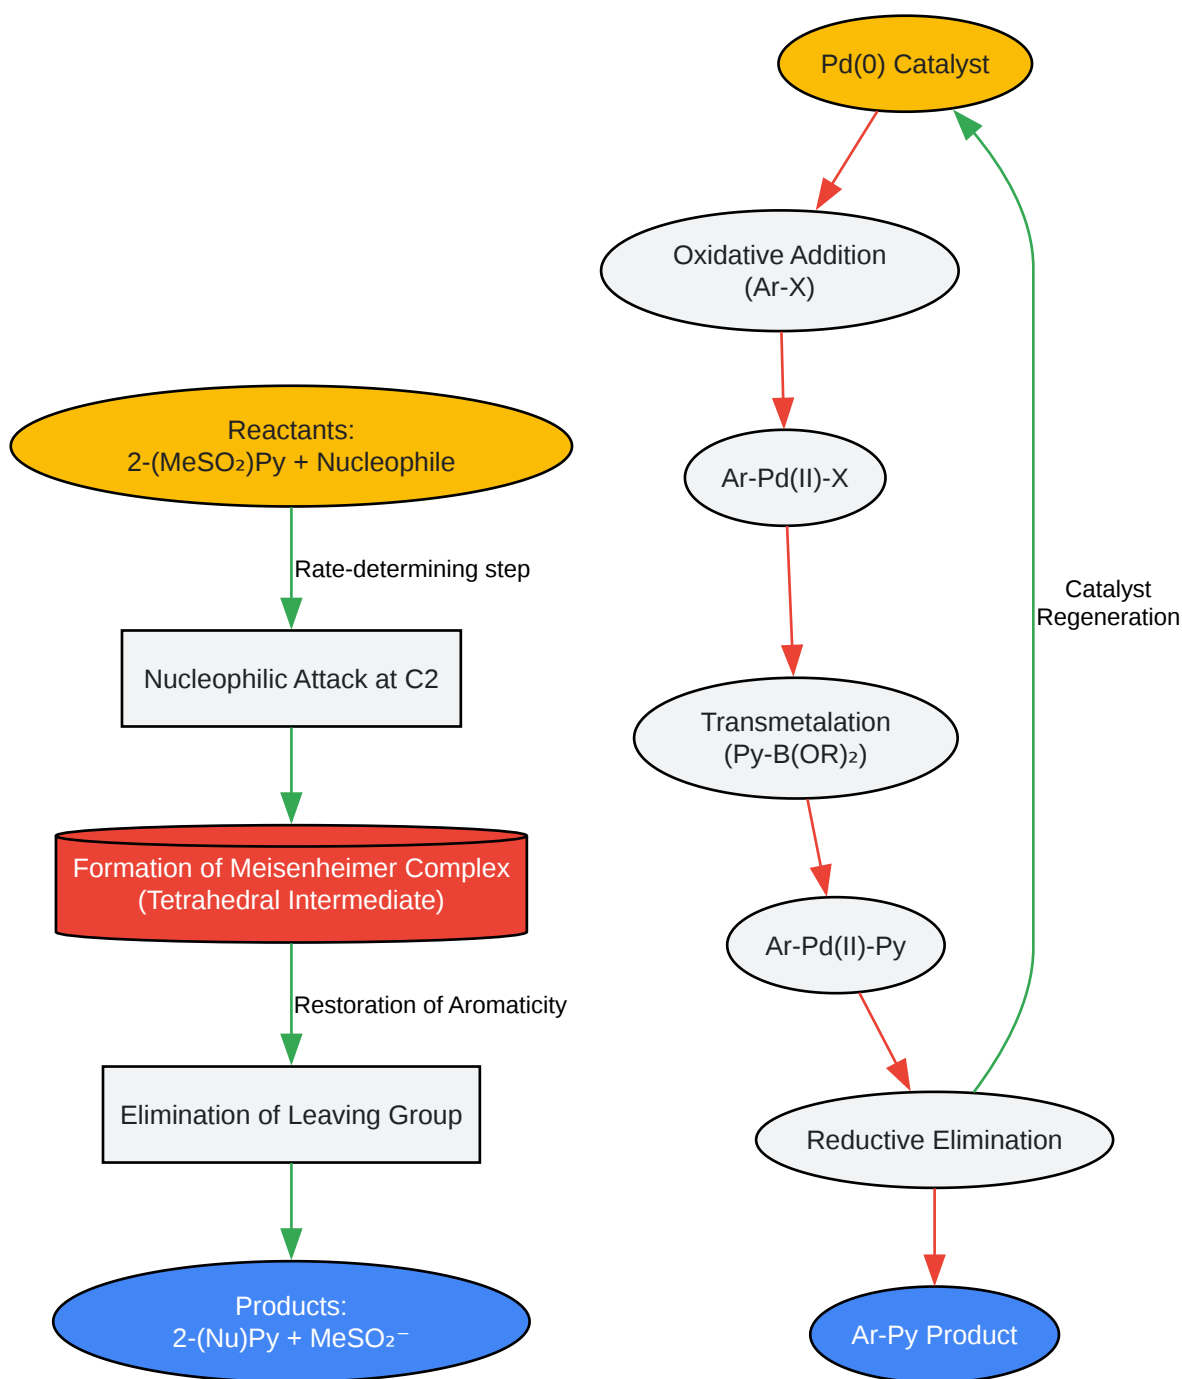 Pd(0) Catalyst
Oxidative Addition
(Ar-X)
Reactants:
2-(MeSO₂)Py + Nucleophile
Ar-Pd(II)-X
Rate-determining step
Catalyst
Regeneration
Nucleophilic Attack at C2
Transmetalation
(Py-B(OR)₂)
Formation of Meisenheimer Complex
(Tetrahedral Intermediate)
Ar-Pd(II)-Py
Restoration of Aromaticity
Elimination of Leaving Group
Reductive Elimination
Products:
2-(Nu)Py + MeSO₂⁻
Ar-Py Product